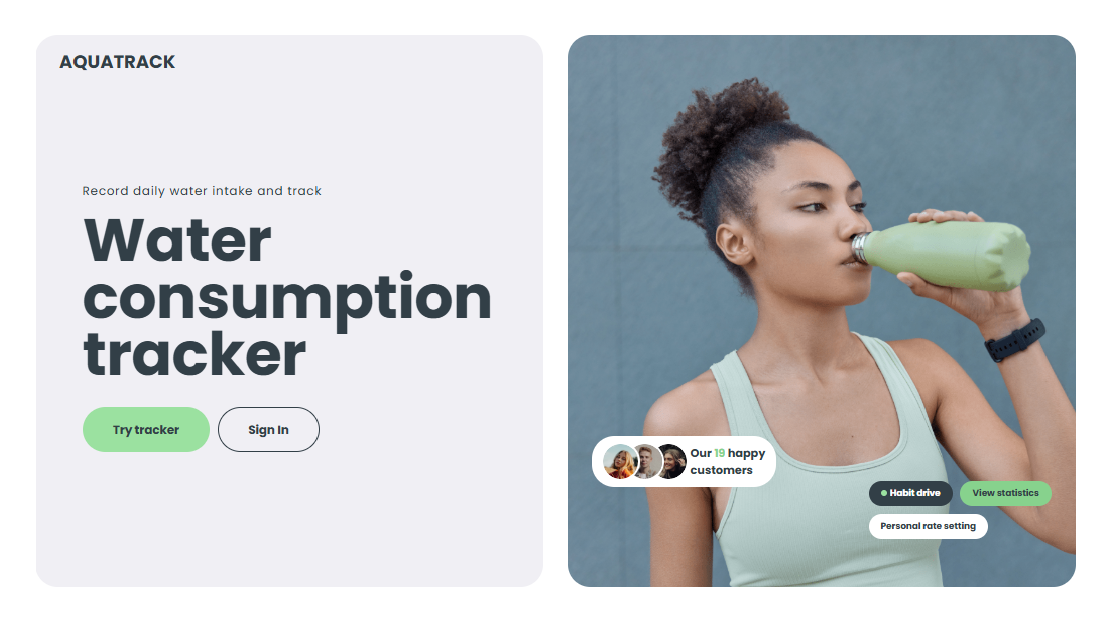 AQUATRACK
Record daily water intake and track
Water
consumption
tracker
Try tracker
Sign In
Our 19 happy
customers
Habit drive
View statistics
Personal rate setting